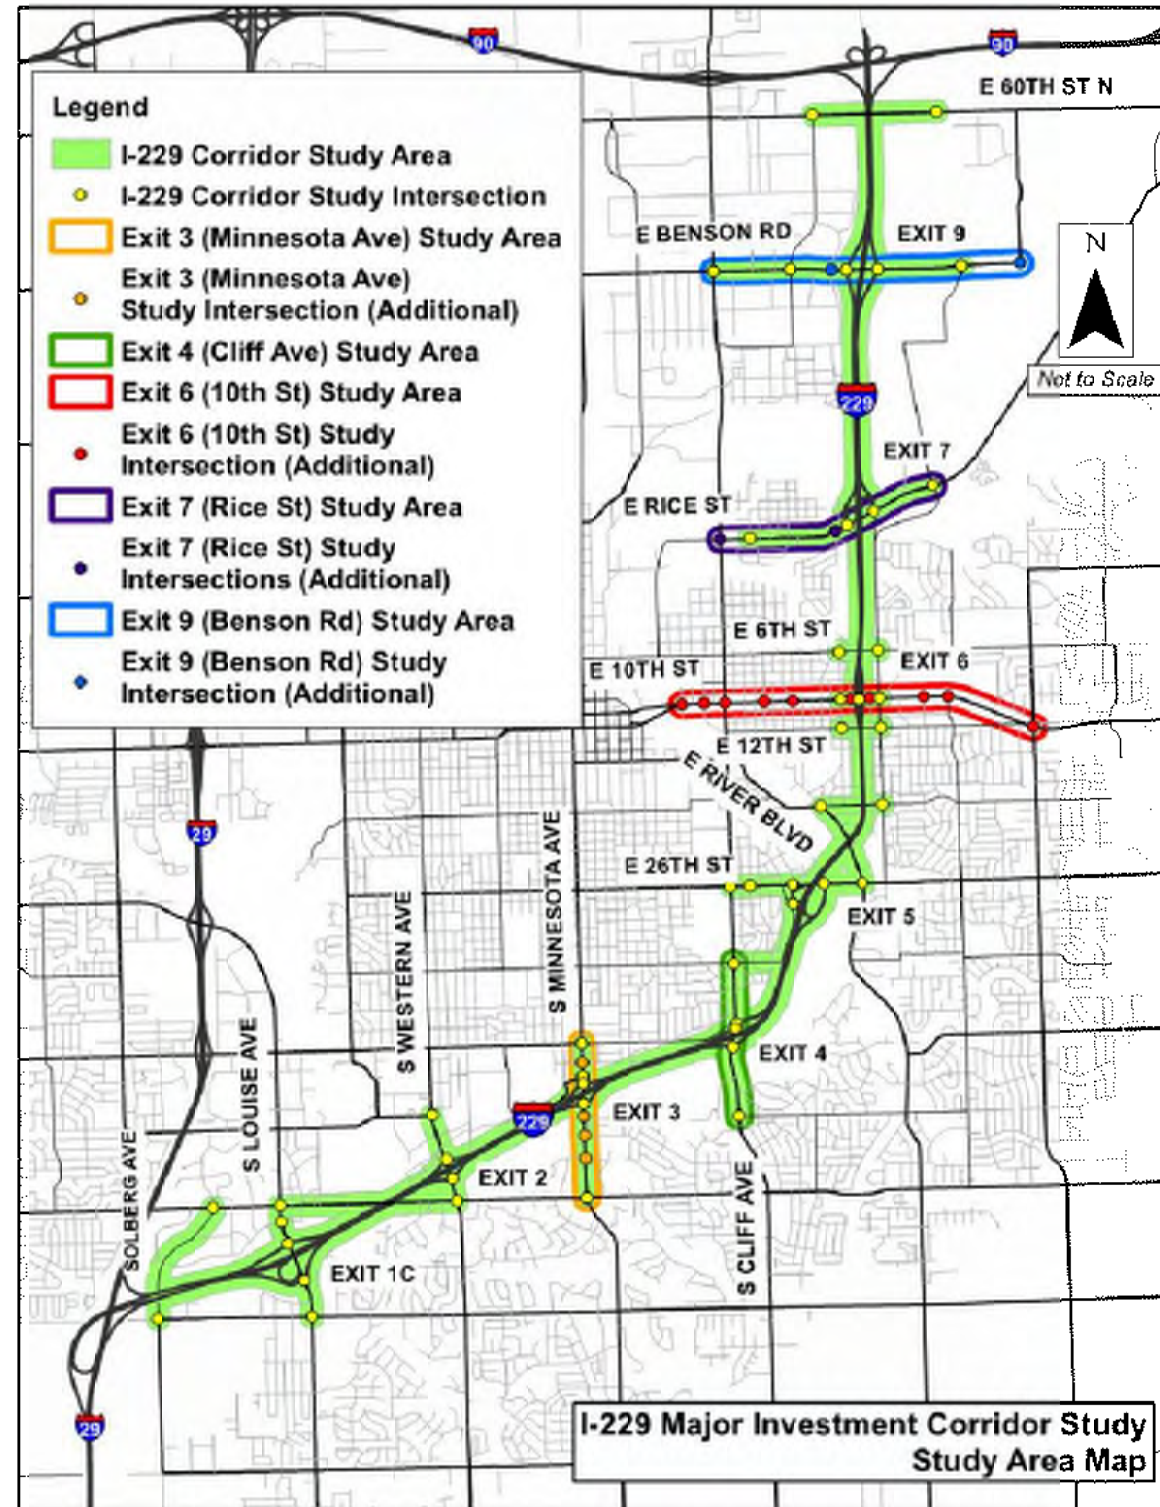 90
90
E 60TH ST N
Legend
I-229 Corridor Study Area
I-229 Corridor Study Intersection
Exit 3 (Minnesota Ave) Study Area
Exit 3 (Minnesota Ave)
Study Intersection (Additional)
Exit 4 (Cliff Ave) Study Area
Exit 6 (10th St) Study Area
Exit 6 (10th St) Study
Intersection (Additional)
Exit 7 (Rice St) Study Area
Exit 7 (Rice St) Study
Intersections (Additional)
Exit 9 (Benson Rd) Study Area
Exit 9 (Benson Rd) Study
Intersection (Additional)
E BENSON RD
EXIT 9
N
Not to Scale
229
EXIT 7
E RICE ST
E 6TH ST
EXIT 6
E 10TH ST
E 12TH ST
E RIVER BLVD
29
E 26TH ST
S MINNESOTA AVE
S WESTERN AVE
EXIT 5
S LOUISE AVE
EXIT 4
EXIT 3
229
SOLBERG AVE
EXIT 2
S CLIFF AVE
EXIT 1C
29
I-229 Major Investment Corridor Study
Study Area Map